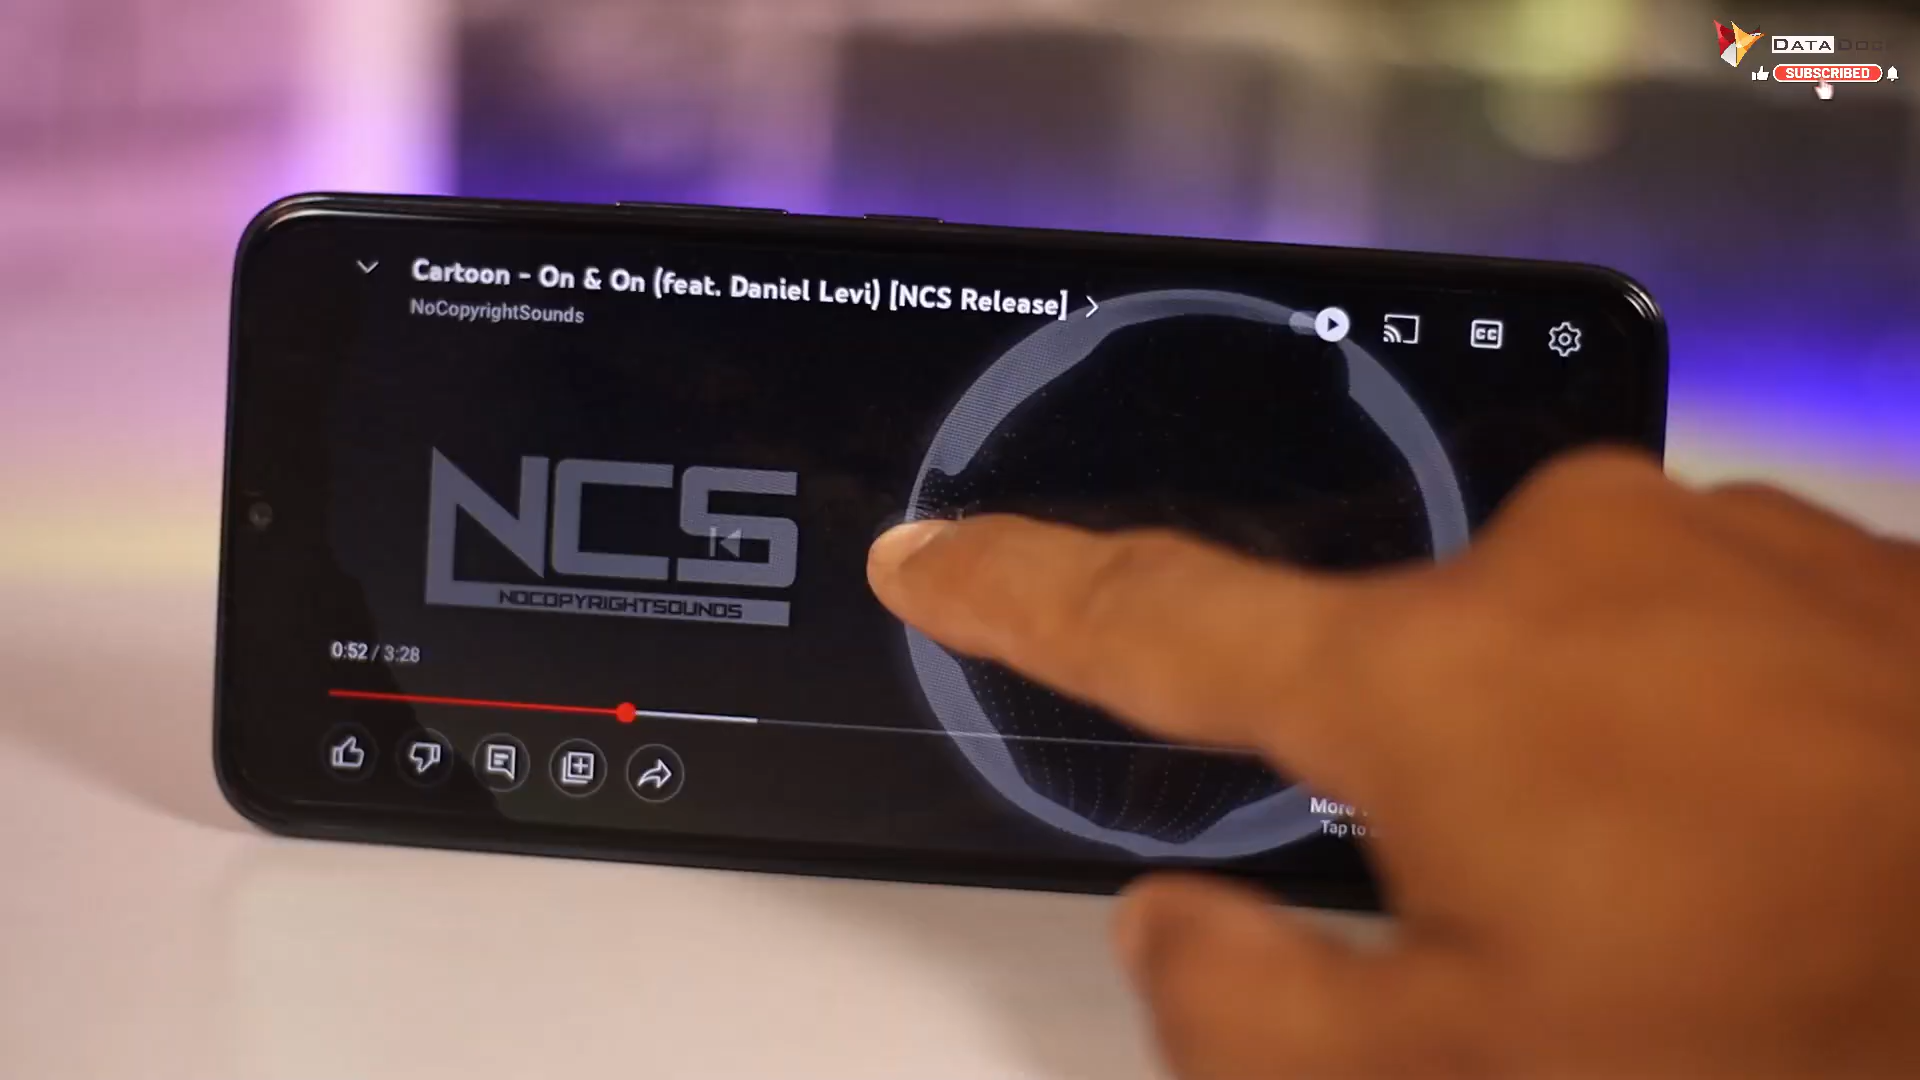 DATA
SUBSCRIBED
Cartoon - On & On (feat. Daniel Levi) [NCS Release]
NoCopyrightSounds
CC
NCS
NOCOPYRIGHTSOUNDS
0:52 / 3:28
More
Tap to